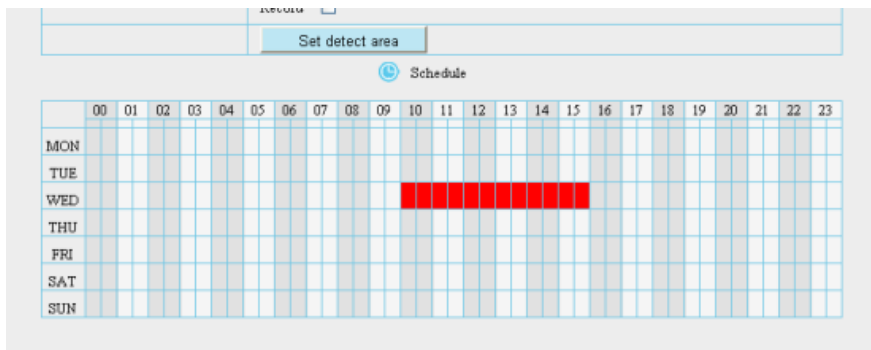 Record
Set detect area
Schedule
00 01 02 03 04 05 06 07 08 09 10 11 12 13 14 15 16 17 18 19 20 21 22 23
MON
TUE
WED
THU
FRI
SAT
SUN